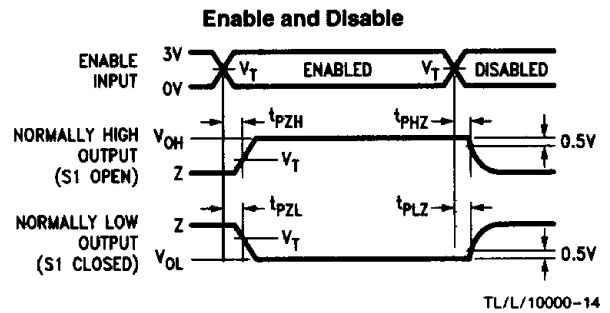 Enable and Disable
ENABLE
INPUT
3V
0V
V_T
ENABLED
V_T
DISABLED
NORMALLY HIGH
OUTPUT
(S1 OPEN)
V_OH
Z
t_PZH
V_T
t_PHZ
0.5V
NORMALLY LOW
OUTPUT
(S1 CLOSED)
Z
V_OL
t_PZL
V_T
t_PLZ
0.5V
TL/L/10000-14